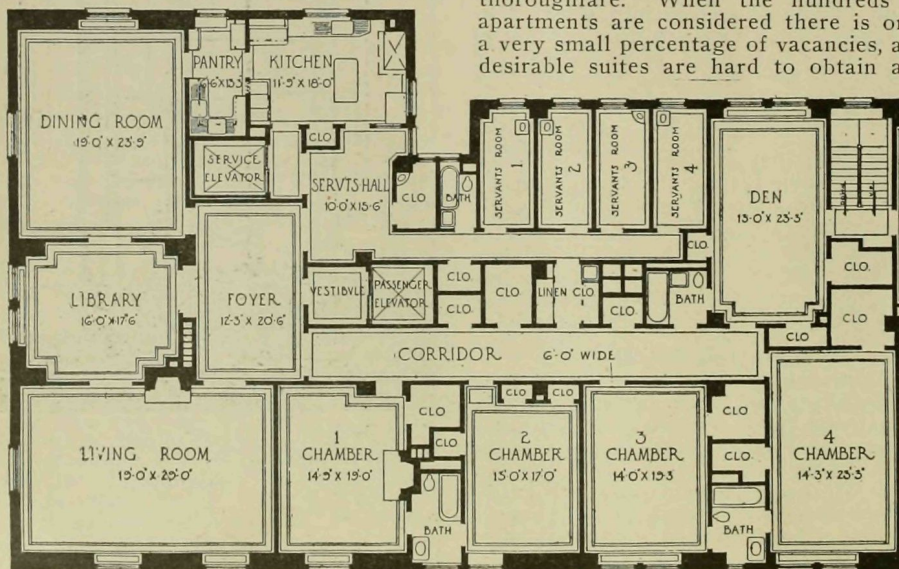 thoroughfare. When the hundreds
apartments are considered there is or
a very small percentage of vacancies, a
desirable suites are hard to obtain a
DINING ROOM
19·0" X 23·9"
PANTRY
KITCHEN
11·9" X 18·0"
CLO
SERVICE
ELEVATOR
SERVTS HALL
10·0" X 15·6"
CLO
BATH
SERVANTS ROOM
1
SERVANTS ROOM
2
SERVANTS ROOM
3
SERVANTS ROOM
4
CLO.
DEN
13·0" X 23·3"
UP
CLO.
CLO.
CLO.
LIBRARY
16·0" X 17·6"
FOYER
12·3" X 20·6"
VESTIBVLE
PASSENGER
ELEVATOR
CLO.
CLO.
CLO.
LINEN CLO.
CLO.
BATH
CORRIDOR 6'·0" WIDE
LIVING ROOM
19·0" X 29·0"
1
CHAMBER
14·9" X 19·0"
CLO
CLO
BATH
CLO
CLO
2
CHAMBER
15·0" X 17·0"
3
CHAMBER
14·0" X 19·3
CLO
CLO.
BATH
4
CHAMBER
14·3" X 23·3"